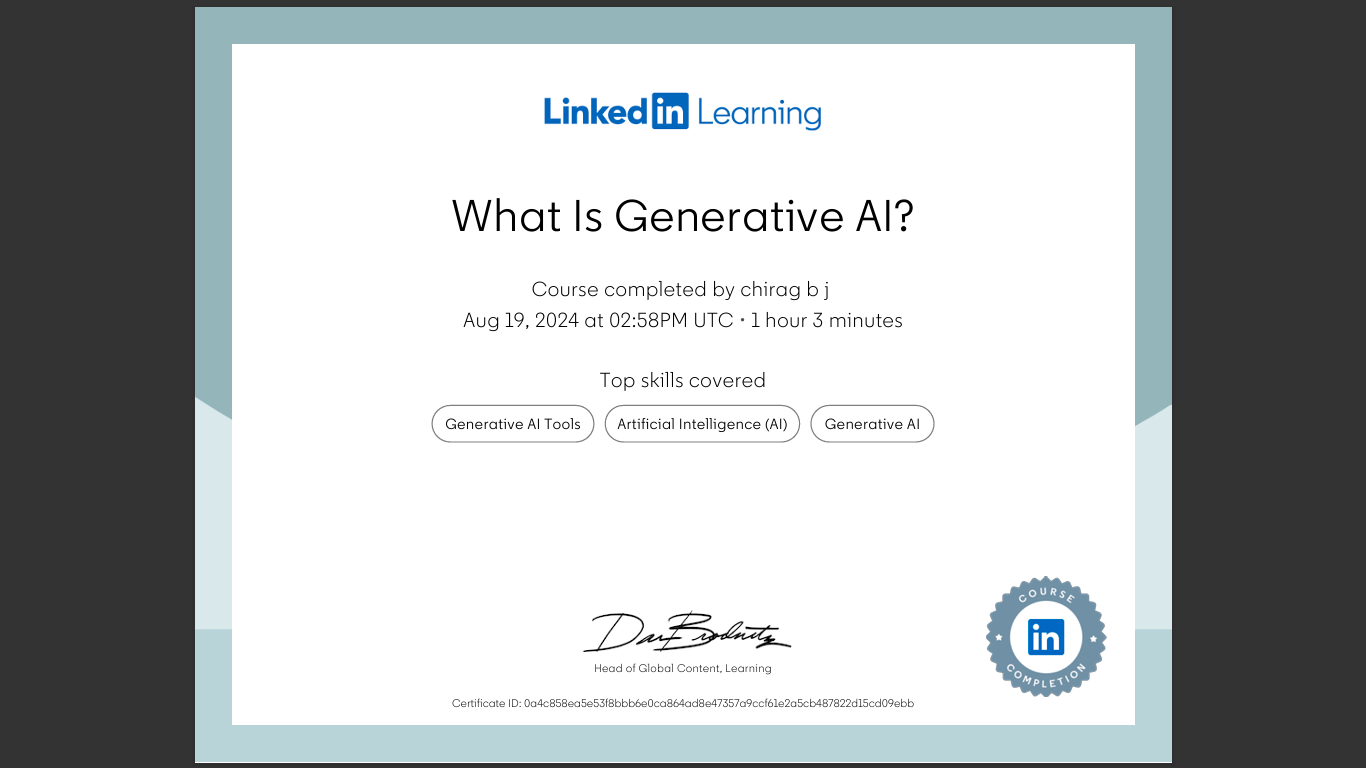 Linked in Learning
What Is Generative AI?
Course completed by chirag b j
Aug 19, 2024 at 02:58PM UTC • 1 hour 3 minutes
Top skills covered
Generative AI Tools Artificial Intelligence (AI) Generative AI
Dan Brodnitz
Head of Global Content, Learning
Certificate ID: 0a4c858ea5e53f8bbb6e0ca864ad8e47357a9ccf61e2a5cb487822d15cd09ebb
COURSE
in
COMPLETION